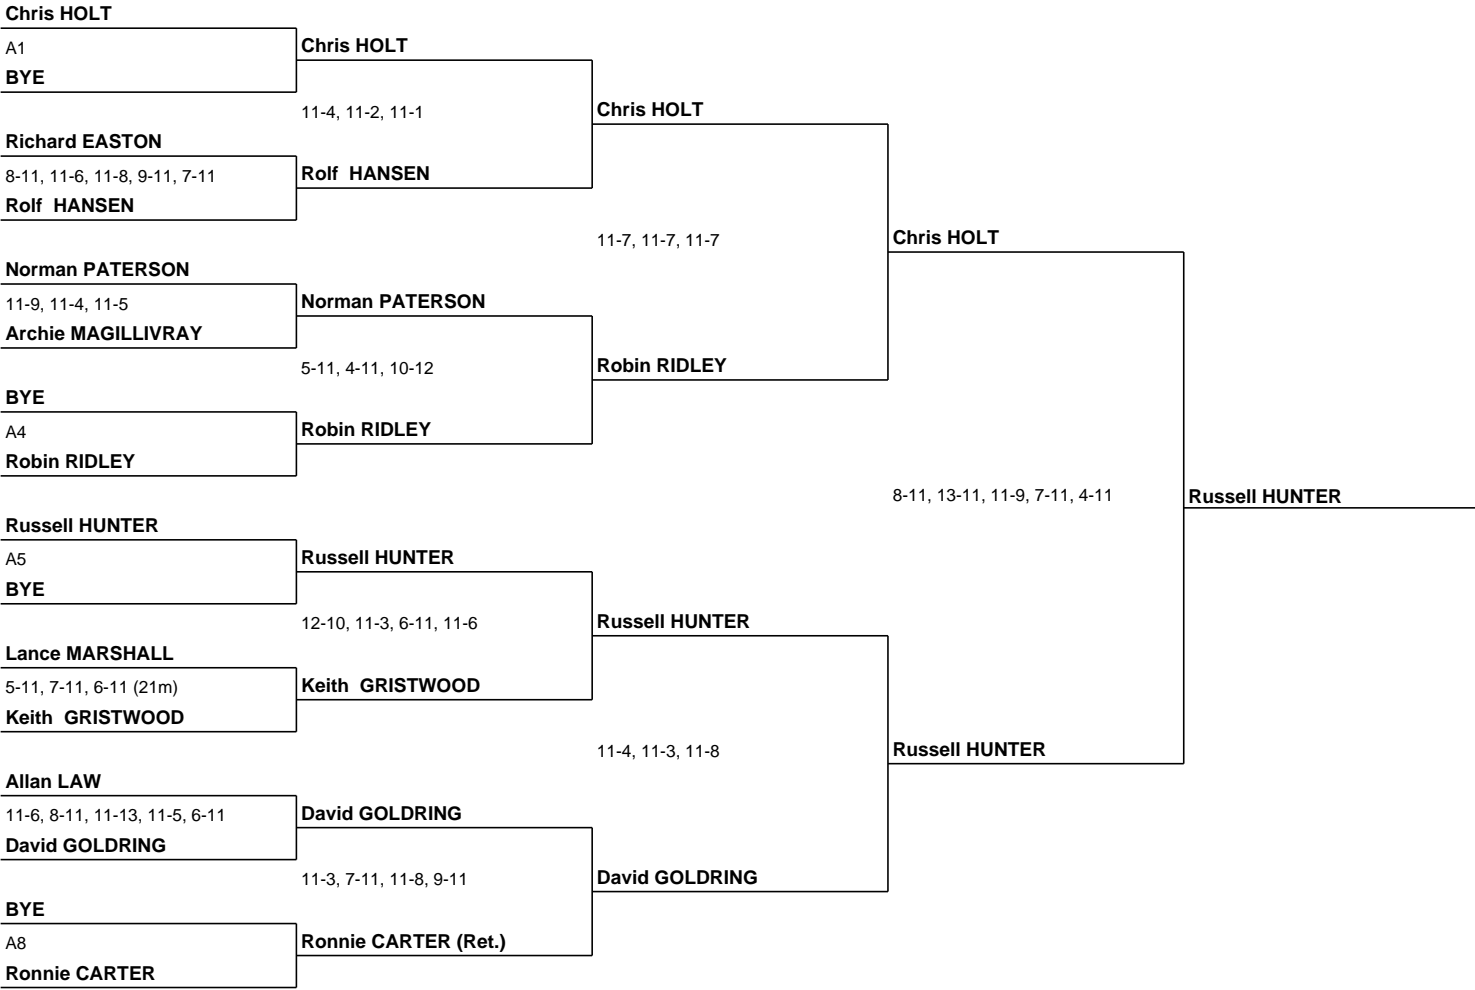 Chris HOLT
A1
BYE
Richard EASTON
8-11, 11-6, 11-8, 9-11, 7-11
Rolf  HANSEN
Norman PATERSON
11-9, 11-4, 11-5
Archie MAGILLIVRAY
BYE
A4
Robin RIDLEY
Russell HUNTER
A5
BYE
Lance MARSHALL
5-11, 7-11, 6-11 (21m)
Keith  GRISTWOOD
Allan LAW
11-6, 8-11, 11-13, 11-5, 6-11
David GOLDRING
BYE
A8
Ronnie CARTER
Chris HOLT
11-4, 11-2, 11-1
Rolf  HANSEN
Norman PATERSON
5-11, 4-11, 10-12
Robin RIDLEY
Russell HUNTER
12-10, 11-3, 6-11, 11-6
Keith  GRISTWOOD
David GOLDRING
11-3, 7-11, 11-8, 9-11
Ronnie CARTER (Ret.)
Chris HOLT
11-7, 11-7, 11-7
Robin RIDLEY
Russell HUNTER
11-4, 11-3, 11-8
David GOLDRING
Chris HOLT
8-11, 13-11, 11-9, 7-11, 4-11
Russell HUNTER
Russell HUNTER